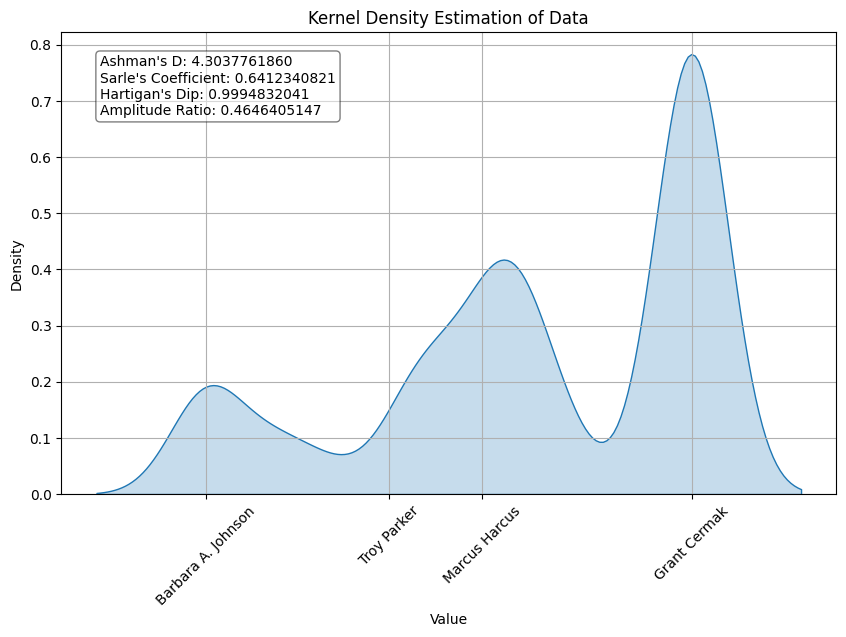 Kernel Density Estimation of Data
Ashman's D: 4.3037761860
Sarle's Coefficient: 0.6412340821
Hartigan's Dip: 0.9994832041
Amplitude Ratio: 0.4646405147
0.8
0.7
0.6
0.5
0.4
0.3
0.2
0.1
0.0
Density
Barbara A. Johnson
Troy Parker
Marcus Harcus
Grant Cermak
Value